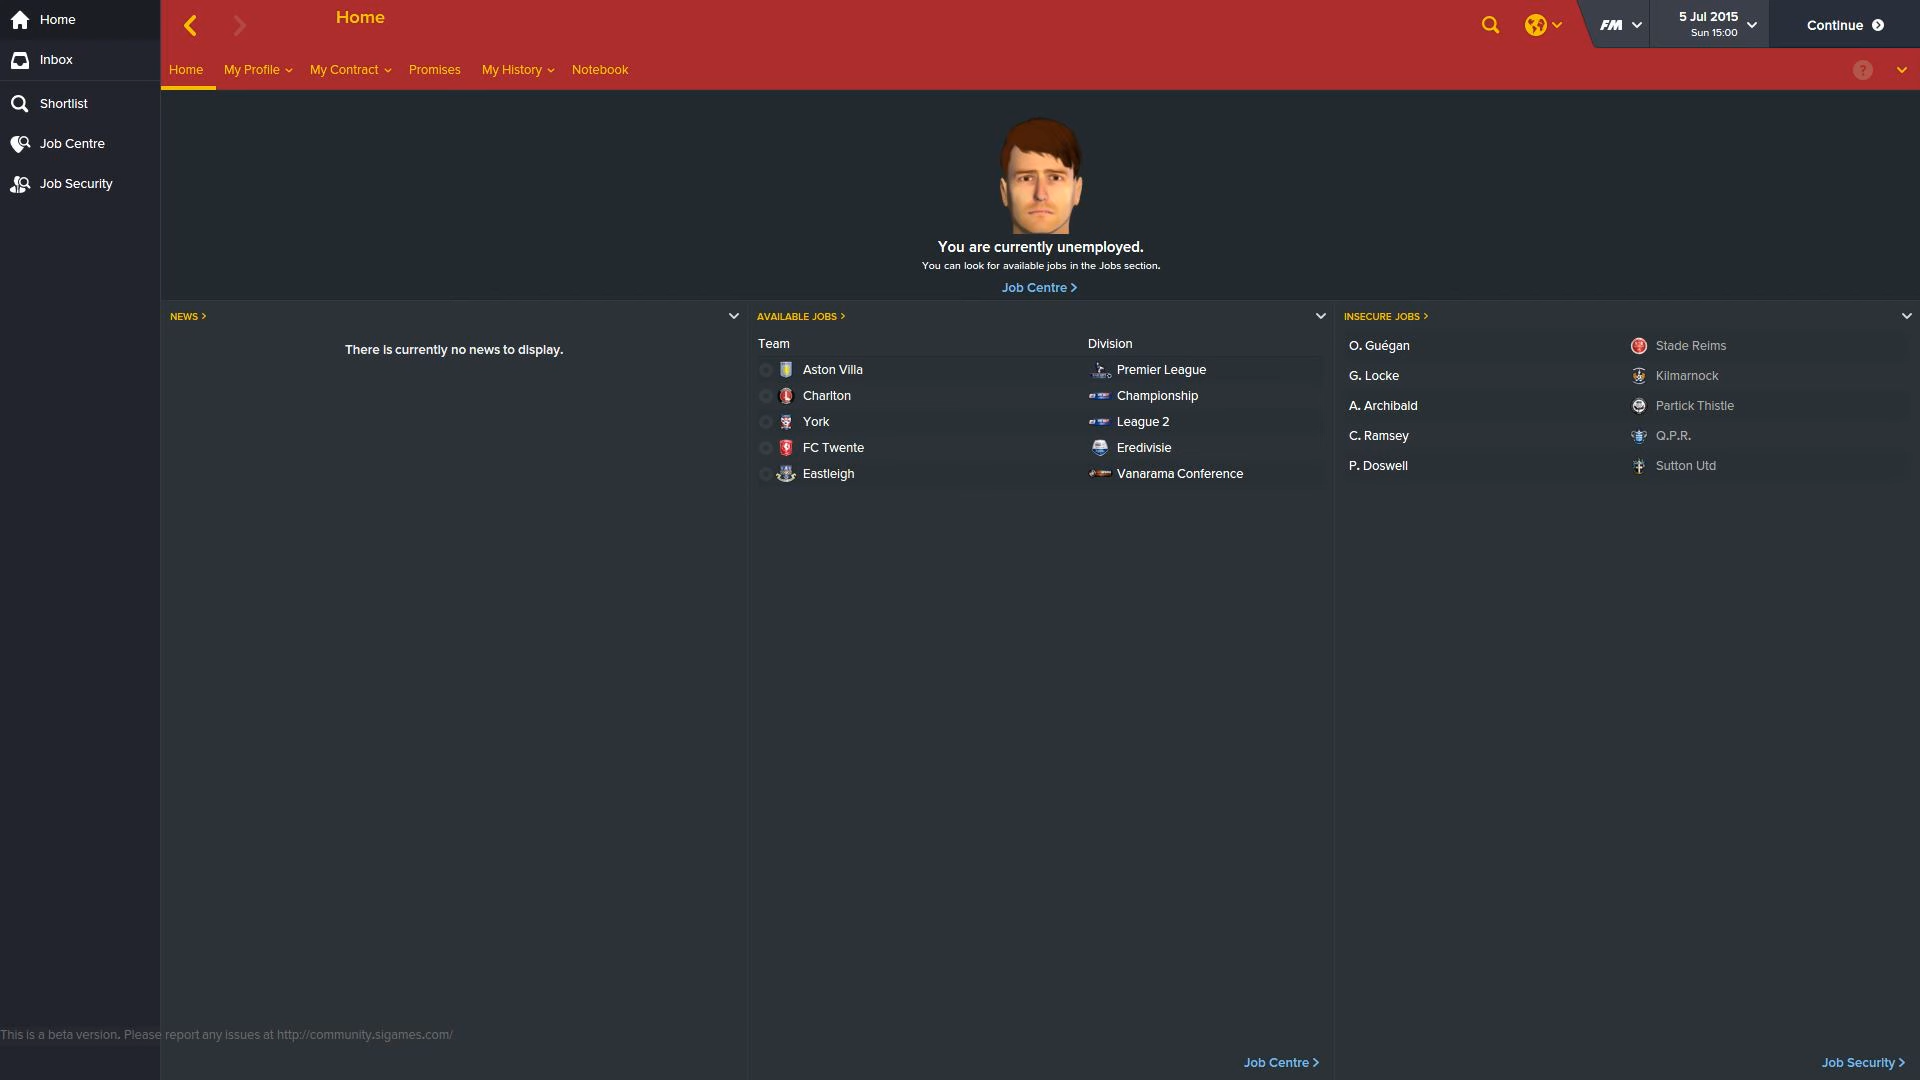 Home
Inbox
Shortlist
Job Centre
Job Security
Home
FM
5 Jul 2015
Sun 15:00
Continue
Home My Profile My Contract Promises My History Notebook
?
You are currently unemployed.
You can look for available jobs in the Jobs section.
Job Centre >
NEWS >
There is currently no news to display.
AVAILABLE JOBS >
Team Division
Aston Villa Premier League
Charlton Championship
York League 2
FC Twente Eredivisie
Eastleigh Vanarama Conference
Job Centre >
INSECURE JOBS >
O. Guégan Stade Reims
G. Locke Kilmarnock
A. Archibald Partick Thistle
C. Ramsey Q.P.R.
P. Doswell Sutton Utd
Job Security >
This is a beta version. Please report any issues at http://community.sigames.com/